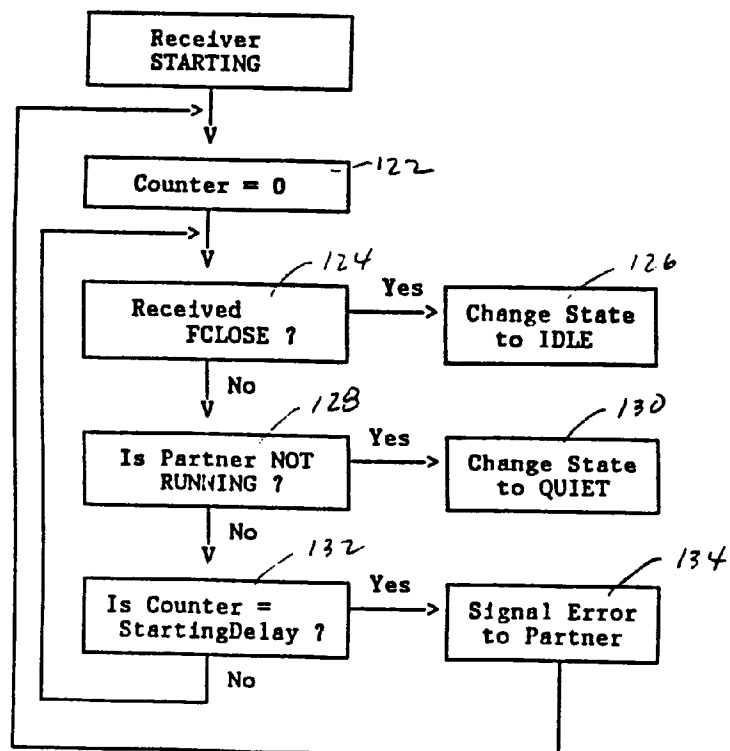 Receiver
STARTING
V
Counter = 0
122
V
Received
FCLOSE ?
124
Yes
Change State
to IDLE
126
No
V
Is Partner NOT
RUNNING ?
128
Yes
Change State
to QUIET
130
No
V
Is Counter =
StartingDelay ?
132
Yes
Signal Error
to Partner
134
No